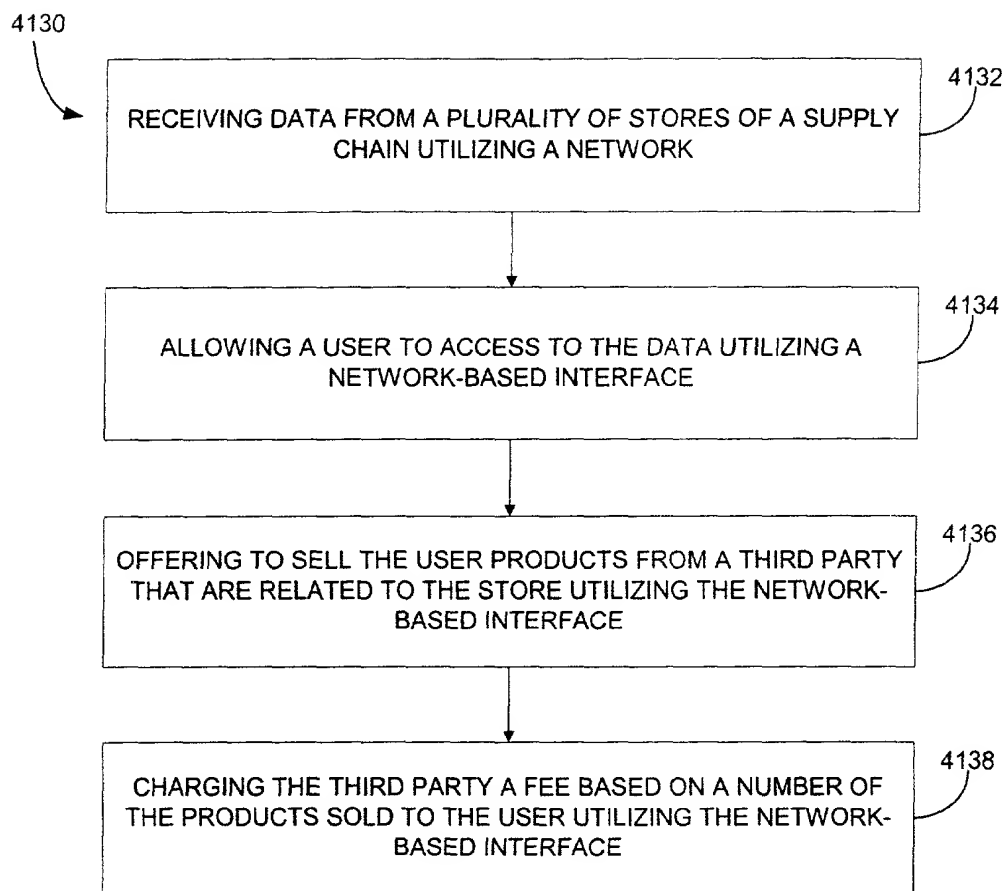 4130
4132
RECEIVING DATA FROM A PLURALITY OF STORES OF A SUPPLY
CHAIN UTILIZING A NETWORK
4134
ALLOWING A USER TO ACCESS TO THE DATA UTILIZING A
NETWORK-BASED INTERFACE
4136
OFFERING TO SELL THE USER PRODUCTS FROM A THIRD PARTY
THAT ARE RELATED TO THE STORE UTILIZING THE NETWORK-
BASED INTERFACE
4138
CHARGING THE THIRD PARTY A FEE BASED ON A NUMBER OF
THE PRODUCTS SOLD TO THE USER UTILIZING THE NETWORK-
BASED INTERFACE